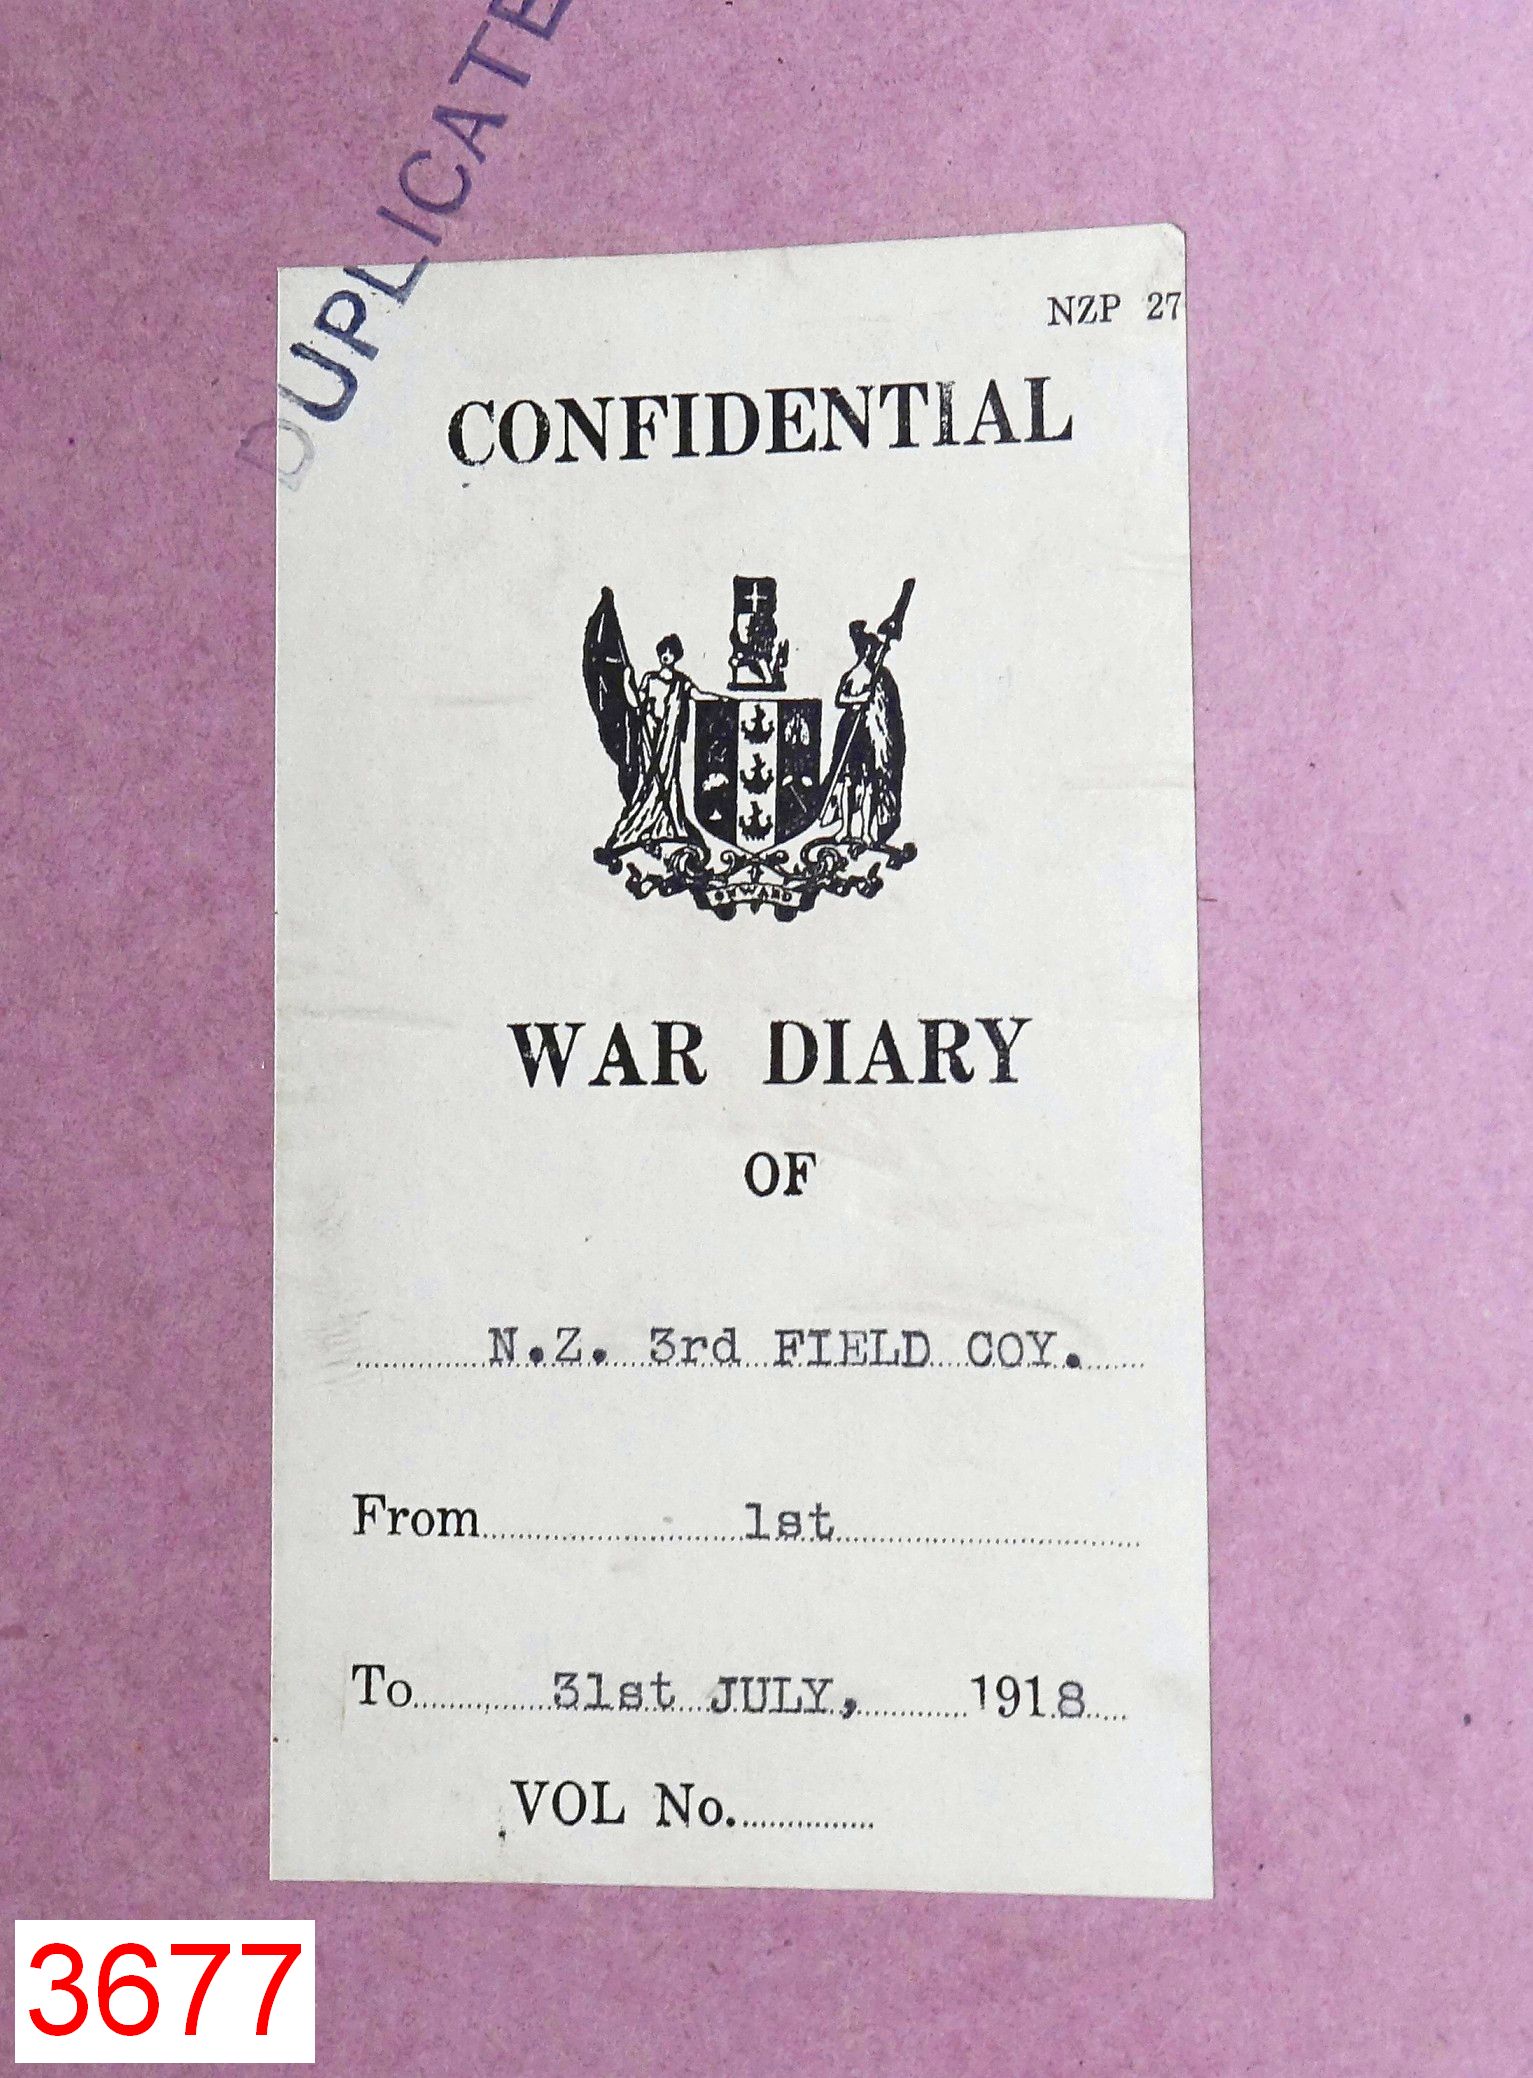 DUPLICATE
NZP 27
CONFIDENTIAL
ONWARD
WAR DIARY
OF
N.Z. 3rd FIELD COY.
From 1st
To 31st JULY, 1918
VOL No.
3677